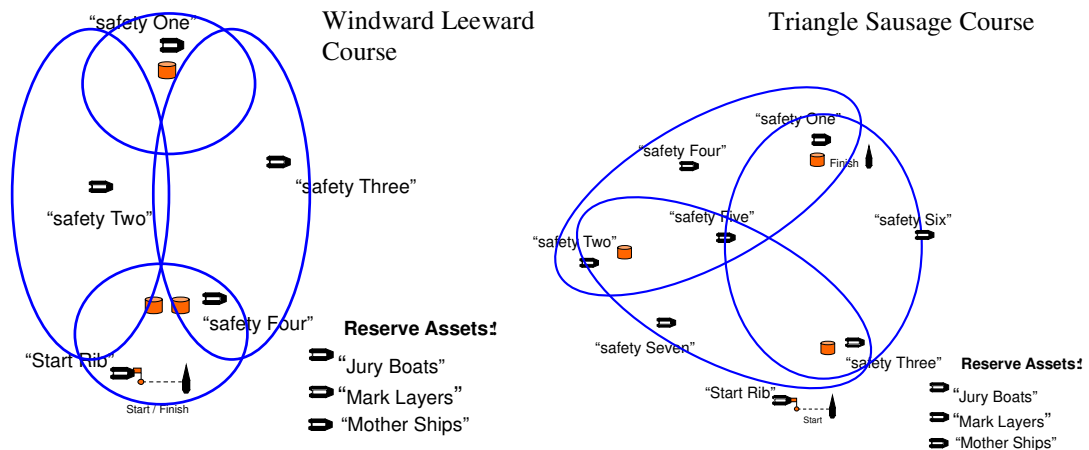 Windward Leeward
Course
“safety One”
“safety Three”
“safety Two”
“safety Four”
“Start Rib”
Start / Finish
Reserve Assets:
“Jury Boats”
“Mark Layers”
“Mother Ships”
Triangle Sausage Course
“safety One”
Finish
“safety Four”
“safety Five”
“safety Six”
“safety Two”
“safety Seven”
“safety Three”
“Start Rib”
Start
Reserve Assets:
“Jury Boats”
“Mark Layers”
“Mother Ships”